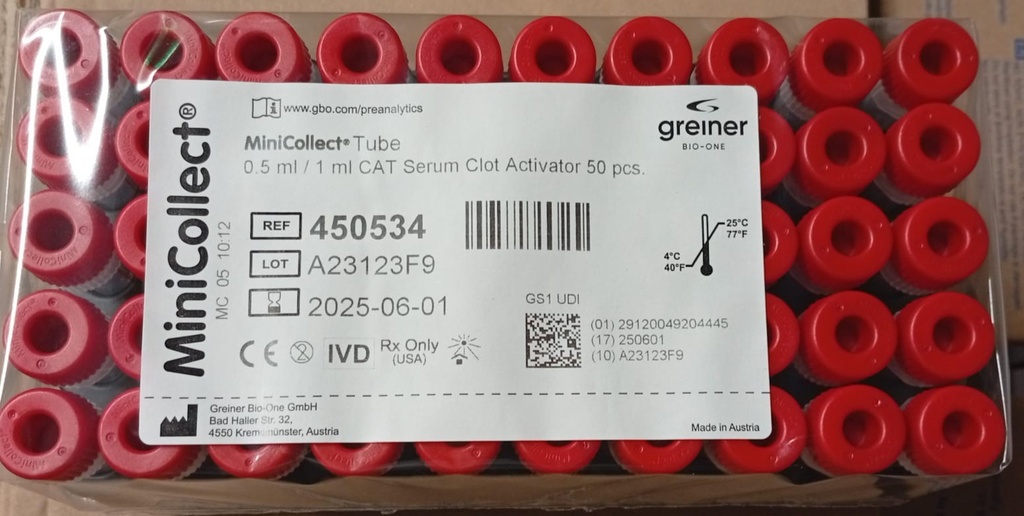 MiniCollect®
MC 05 10:12
www.gbo.com/preanalytics
MiniCollect® Tube
0.5 ml / 1 ml CAT Serum Clot Activator 50 pcs.
greiner
BIO-ONE
REF 450534
LOT A23123F9
2025-06-01
25°C
77°F
4°C
40°F
GS1 UDI
(01) 29120049204445
(17) 250601
(10) A23123F9
CE 2 IVD Rx Only
(USA)
Greiner Bio-One GmbH
Bad Haller Str. 32,
4550 Kremsmünster, Austria
Made in Austria